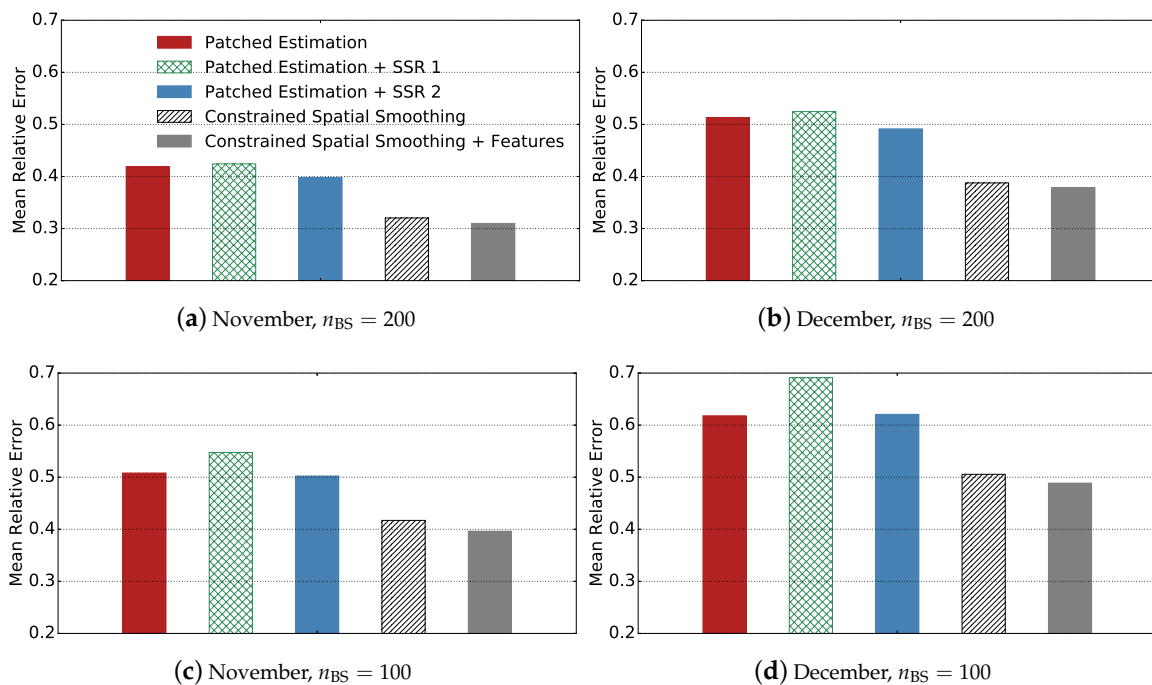 0.7
0.6
0.5
0.4
0.3
0.2
Mean Relative Error
Patched Estimation
Patched Estimation + SSR 1
Patched Estimation + SSR 2
Constrained Spatial Smoothing
Constrained Spatial Smoothing + Features
(a) November, n_BS = 200
0.7
0.6
0.5
0.4
0.3
0.2
Mean Relative Error
(b) December, n_BS = 200
0.7
0.6
0.5
0.4
0.3
0.2
Mean Relative Error
(c) November, n_BS = 100
0.7
0.6
0.5
0.4
0.3
0.2
Mean Relative Error
(d) December, n_BS = 100